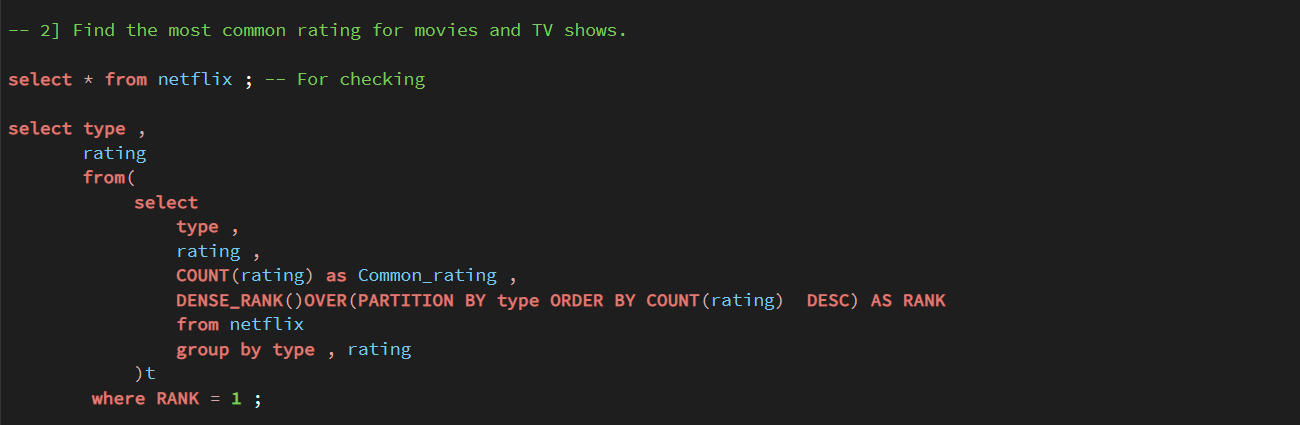 -- 2] Find the most common rating for movies and TV shows.
select * from netflix ; -- For checking
select type ,
rating
from(
select
type ,
rating ,
COUNT(rating) as Common_rating ,
DENSE_RANK()OVER(PARTITION BY type ORDER BY COUNT(rating)  DESC) AS RANK
from netflix
group by type , rating
)t
where RANK = 1 ;